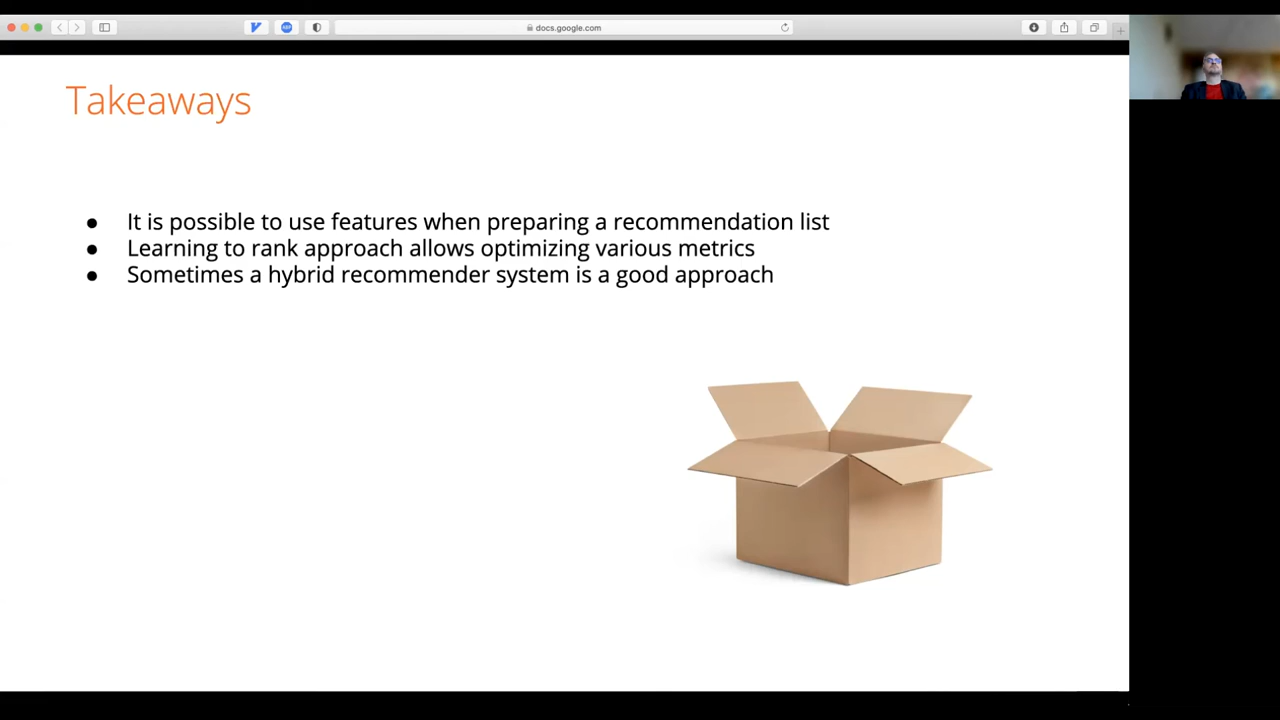 docs.google.com
Takeaways
● It is possible to use features when preparing a recommendation list
● Learning to rank approach allows optimizing various metrics
● Sometimes a hybrid recommender system is a good approach